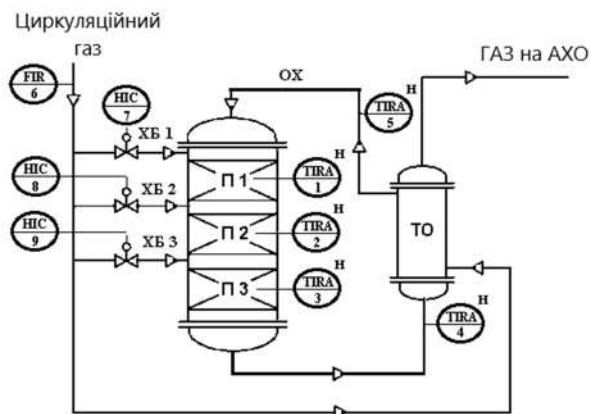 Циркуляційний
газ
FIR
6
HIC
7
ХБ 1
HIC
8
ХБ 2
HIC
9
ХБ 3
ОХ
П 1
П 2
П 3
H
TIRA
1
H
TIRA
2
H
TIRA
3
H
TIRA
5
ТО
H
TIRA
4
ГАЗ на АХО